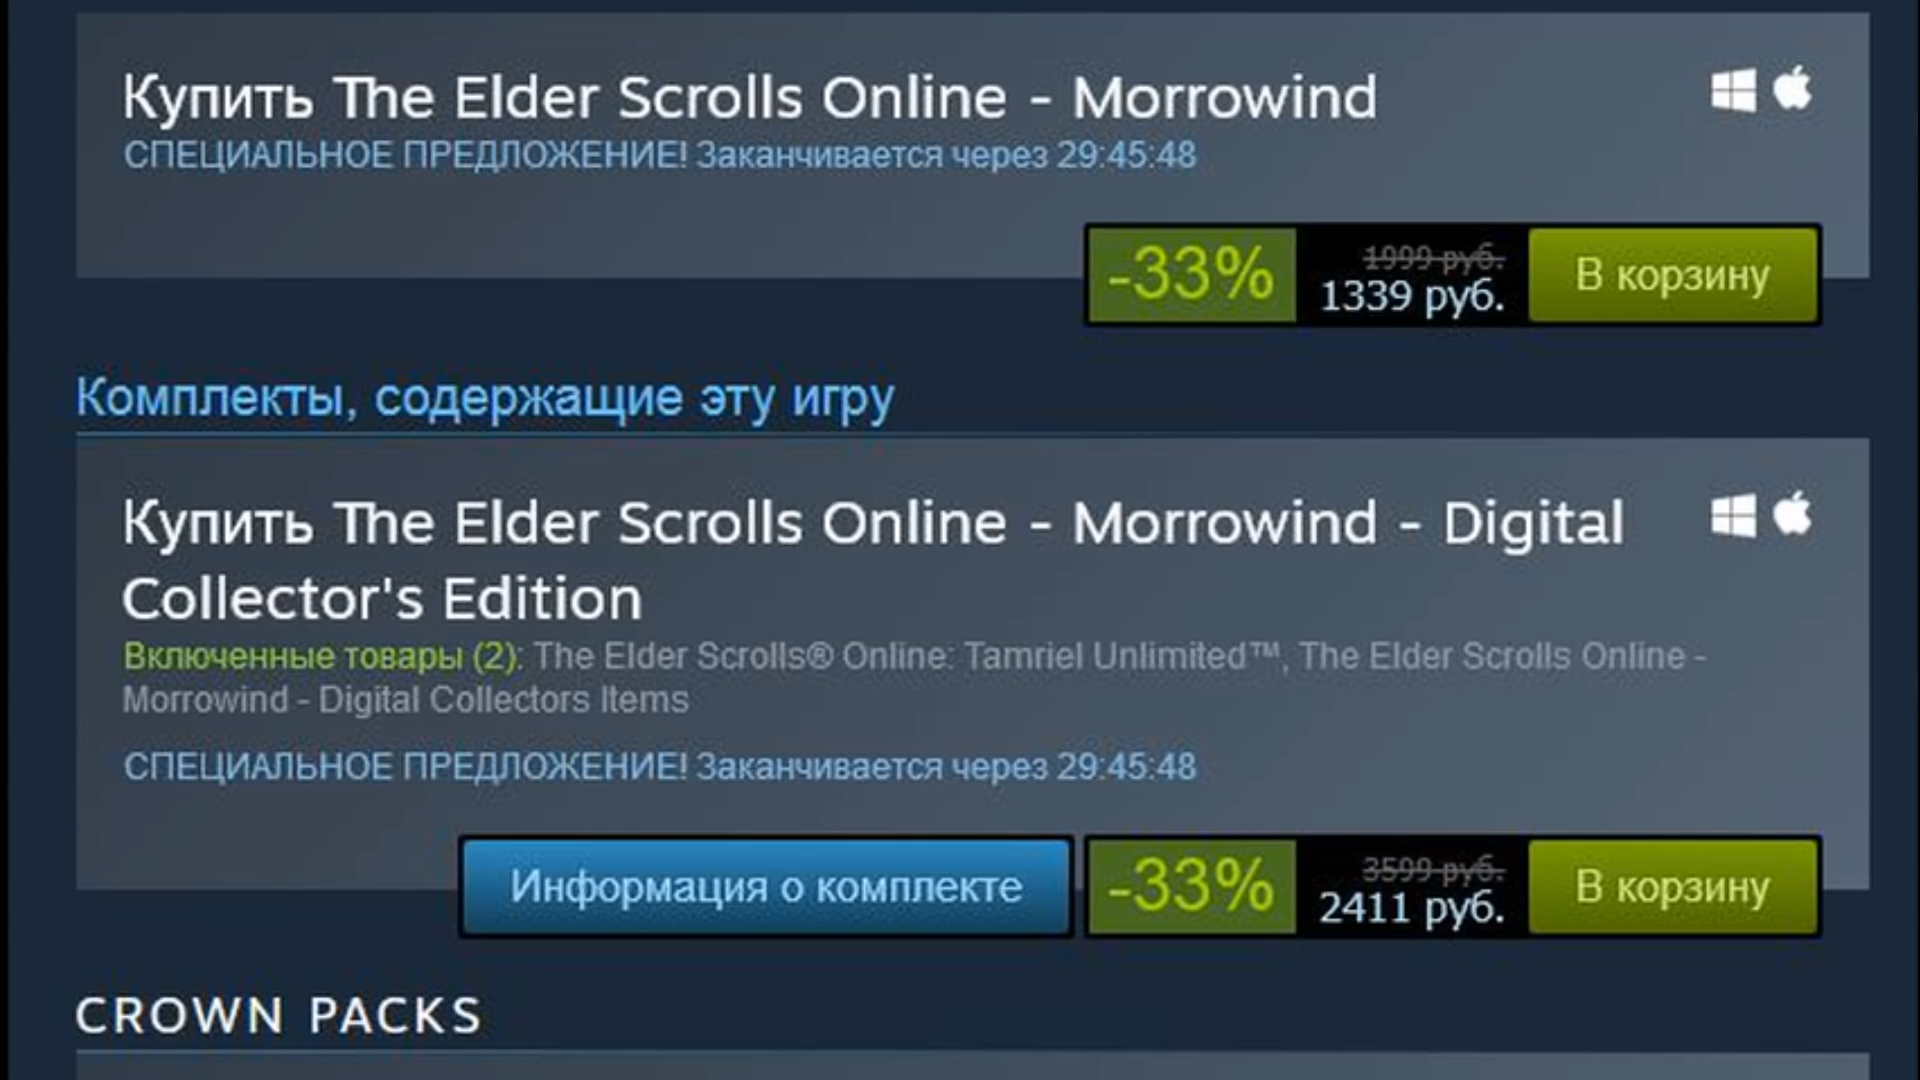 Купить The Elder Scrolls Online - Morrowind
СПЕЦИАЛЬНОЕ ПРЕДЛОЖЕНИЕ! Заканчивается через 29:45:48
-33%
1999 руб.
1339 руб.
В корзину
Комплекты, содержащие эту игру
Купить The Elder Scrolls Online - Morrowind - Digital
Collector's Edition
Включенные товары (2): The Elder Scrolls® Online: Tamriel Unlimited™, The Elder Scrolls Online -
Morrowind - Digital Collectors Items
СПЕЦИАЛЬНОЕ ПРЕДЛОЖЕНИЕ! Заканчивается через 29:45:48
Информация о комплекте
-33%
3599 руб.
2411 руб.
В корзину
CROWN PACKS